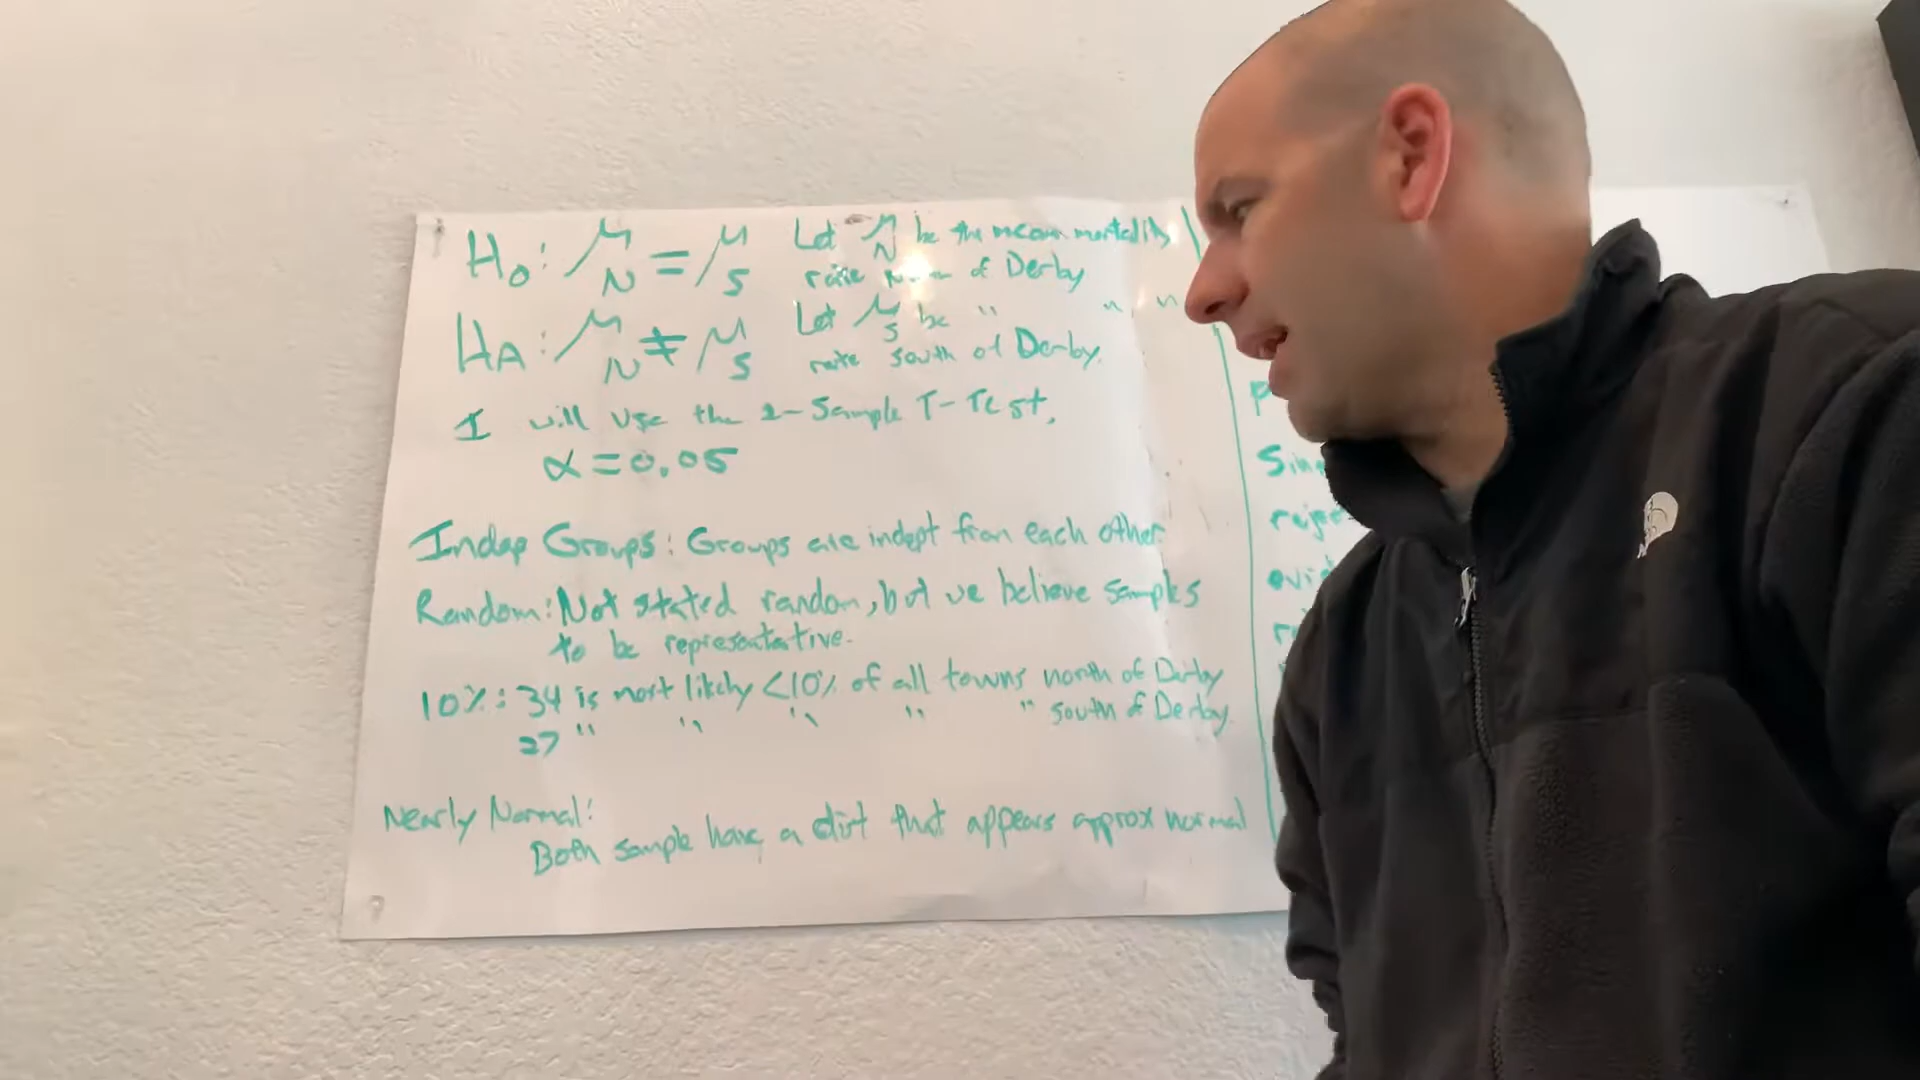 H₀: μ_N = μ_S Let μ_N be the mean mortality
rate of Derby
H_A: μ_N ≠ μ_S Let μ_S be " " "
rate south of Derby.
I will use the 2-Sample T-Test,
α = 0.05
Indep Groups: Groups are indept from each other
Random: Not stated random, but we believe samples
to be representative.
10%: 34 is most likely <10% of all towns north of Derby
27 " " " " " south of Derby.
Nearly Normal:
Both sample have a dist that appears approx normal